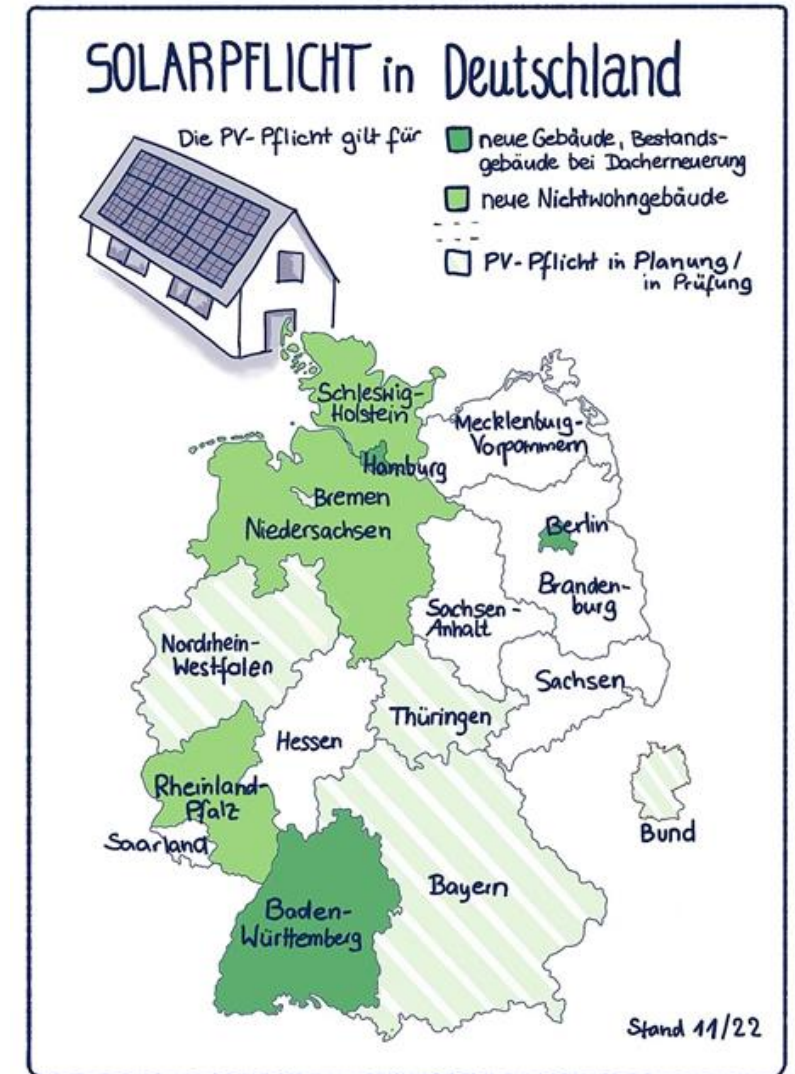 SOLARPFLICHT in Deutschland
Die PV-Pflicht gilt für
neue Gebäude, Bestands-
gebäude bei Dacherneuerung
neue Nichtwohngebäude
PV-Pflicht in Planung/
in Prüfung
Schleswig-
Holstein
Mecklenburg-
Vorpommern
Hamburg
Bremen
Niedersachsen
Berlin
Branden-
burg
Sachsen-
Anhalt
Nordrhein-
Westfalen
Sachsen
Thüringen
Hessen
Rheinland-
Pfalz
Saarland
Bund
Bayern
Baden-
Württemberg
Stand 11/22